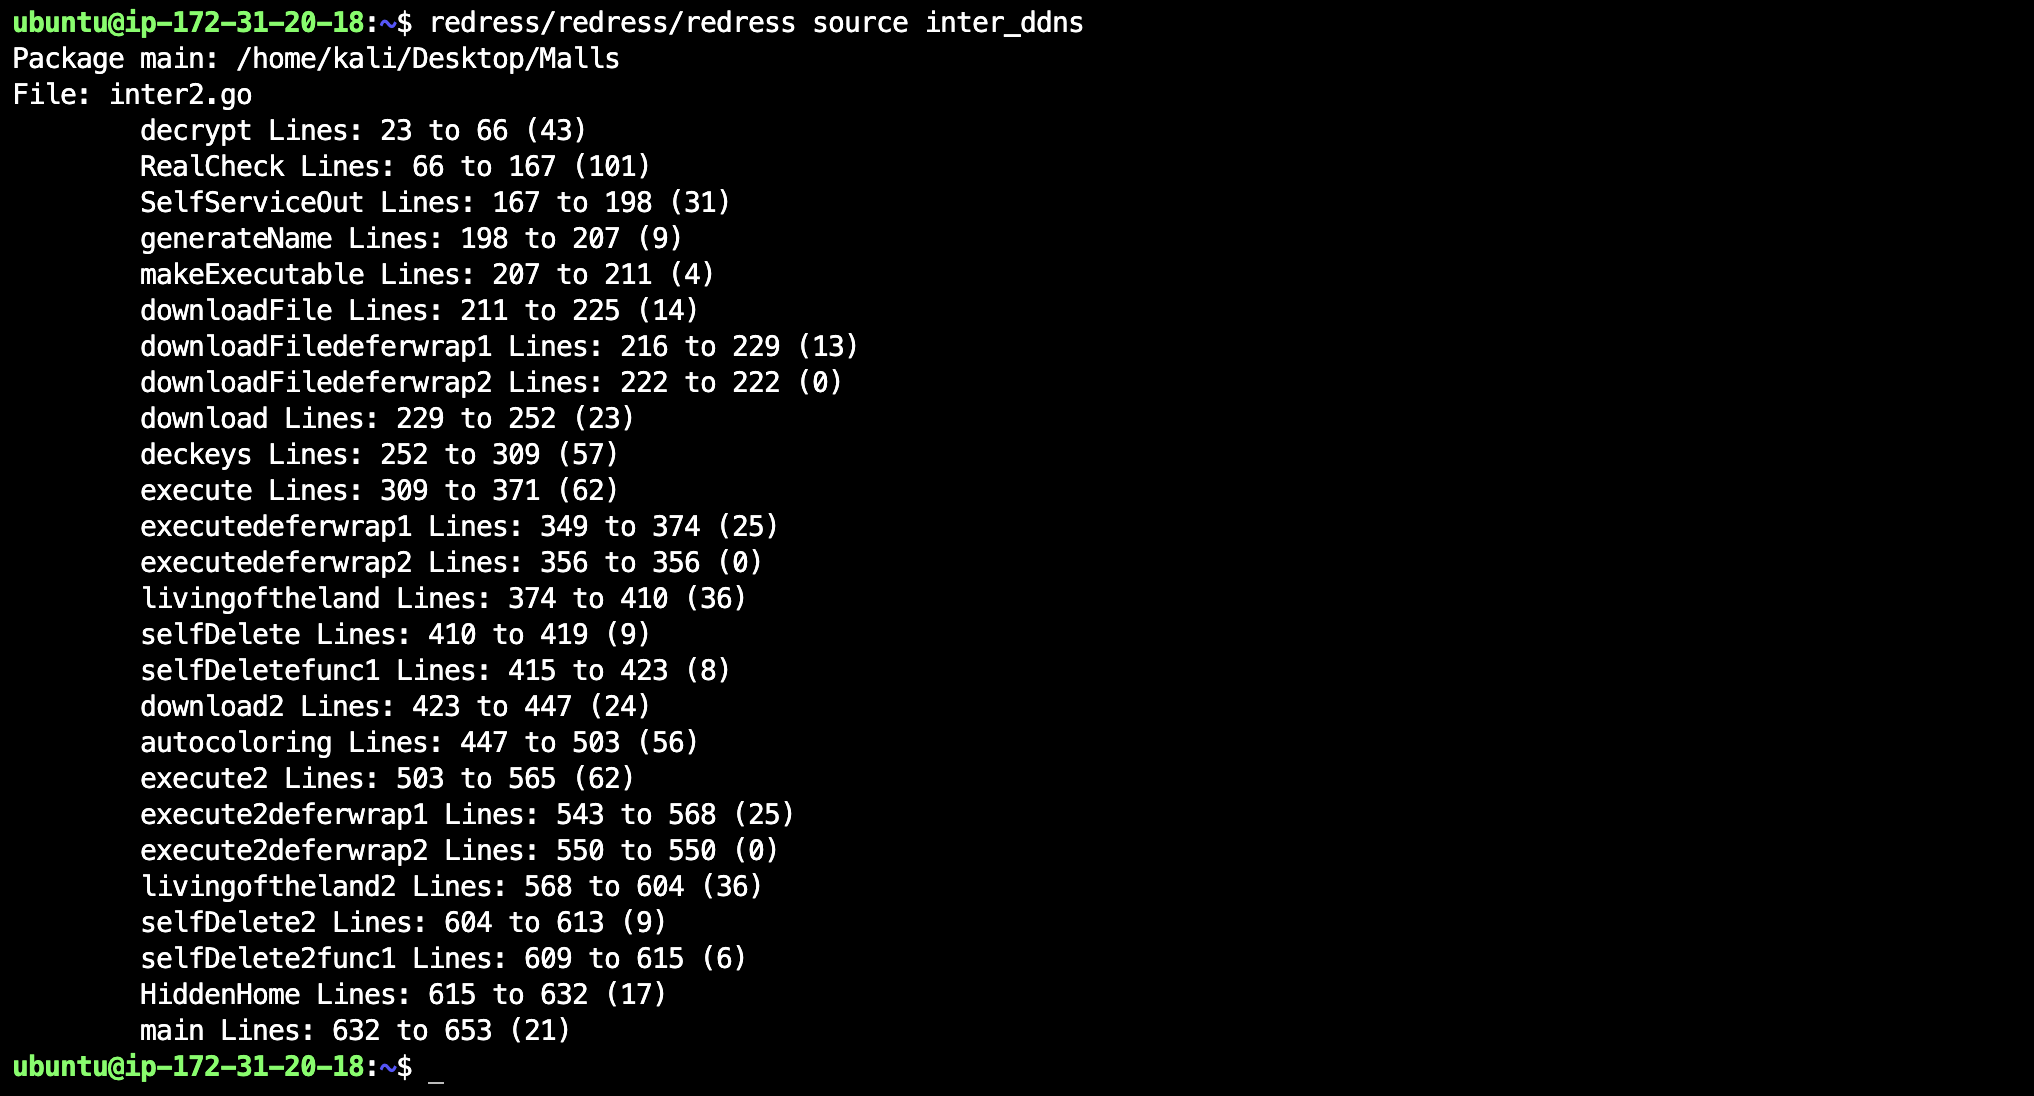 ubuntu@ip-172-31-20-18:~$ redress/redress/redress source inter_ddns
Package main: /home/kali/Desktop/Malls
File: inter2.go
decrypt Lines: 23 to 66 (43)
RealCheck Lines: 66 to 167 (101)
SelfServiceOut Lines: 167 to 198 (31)
generateName Lines: 198 to 207 (9)
makeExecutable Lines: 207 to 211 (4)
downloadFile Lines: 211 to 225 (14)
downloadFiledeferwrap1 Lines: 216 to 229 (13)
downloadFiledeferwrap2 Lines: 222 to 222 (0)
download Lines: 229 to 252 (23)
deckeys Lines: 252 to 309 (57)
execute Lines: 309 to 371 (62)
executedeferwrap1 Lines: 349 to 374 (25)
executedeferwrap2 Lines: 356 to 356 (0)
livingoftheland Lines: 374 to 410 (36)
selfDelete Lines: 410 to 419 (9)
selfDeletefunc1 Lines: 415 to 423 (8)
download2 Lines: 423 to 447 (24)
autocoloring Lines: 447 to 503 (56)
execute2 Lines: 503 to 565 (62)
execute2deferwrap1 Lines: 543 to 568 (25)
execute2deferwrap2 Lines: 550 to 550 (0)
livingoftheland2 Lines: 568 to 604 (36)
selfDelete2 Lines: 604 to 613 (9)
selfDelete2func1 Lines: 609 to 615 (6)
HiddenHome Lines: 615 to 632 (17)
main Lines: 632 to 653 (21)
ubuntu@ip-172-31-20-18:~$ _